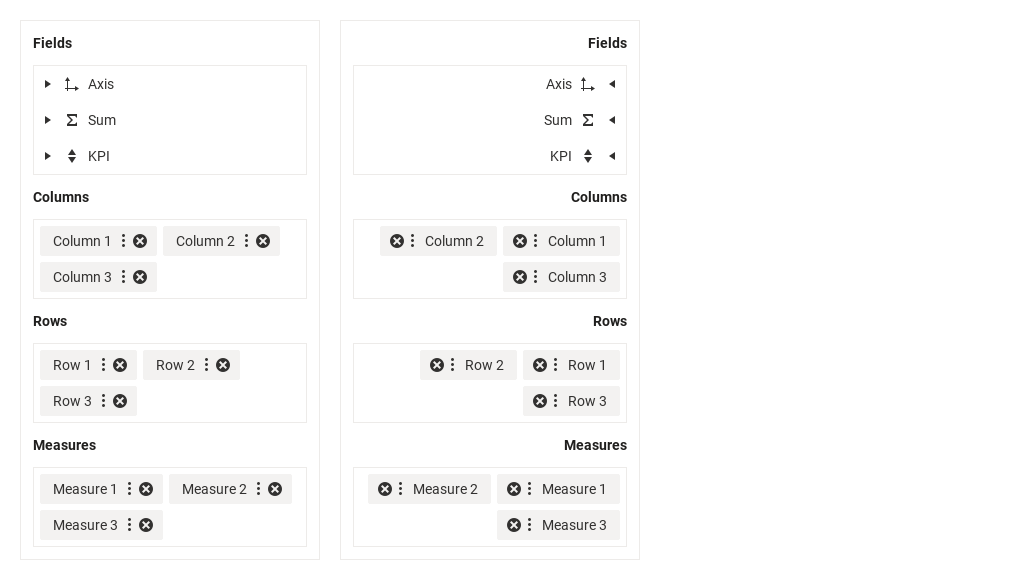 Fields
Axis
Sum
KPI
Columns
Column 1 Column 2
Column 3
Rows
Row 1 Row 2
Row 3
Measures
Measure 1 Measure 2
Measure 3
Fields
Axis
Sum
KPI
Columns
Column 2 Column 1
Column 3
Rows
Row 2 Row 1
Row 3
Measures
Measure 2 Measure 1
Measure 3